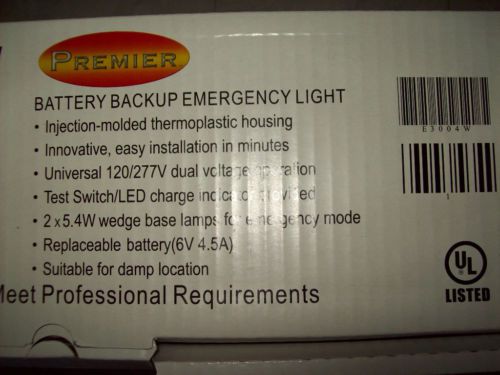 PREMIER
BATTERY BACKUP EMERGENCY LIGHT
• Injection-molded thermoplastic housing
• Innovative, easy installation in minutes
• Universal 120/277V dual voltage operation
• Test Switch/LED charge indicator provided
• 2 x 5.4W wedge base lamps for emergency mode
• Replaceable battery(6V 4.5A)
• Suitable for damp location
Meet Professional Requirements
E3004W
1
UL
LISTED